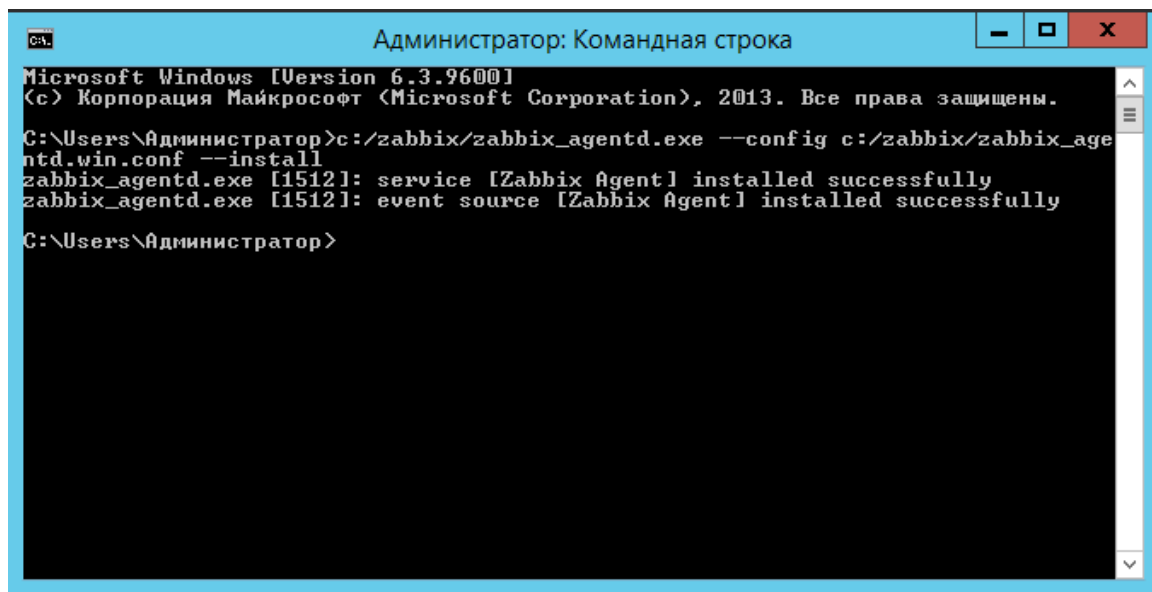 Администратор: Командная строка
Microsoft Windows [Version 6.3.9600]
(c) Корпорация Майкрософт (Microsoft Corporation), 2013. Все права защищены.
C:\Users\Администратор>c:/zabbix/zabbix_agentd.exe --config c:/zabbix/zabbix_age
ntd.win.conf --install
zabbix_agentd.exe [1512]: service [Zabbix Agent] installed successfully
zabbix_agentd.exe [1512]: event source [Zabbix Agent] installed successfully
C:\Users\Администратор>